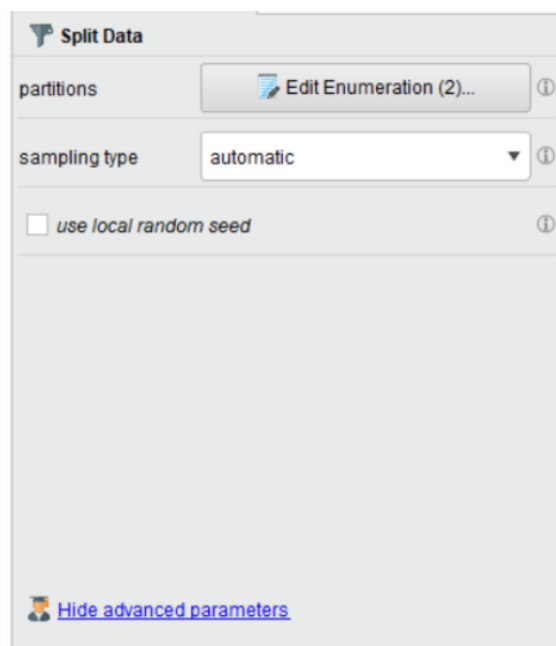 Split Data
partitions
Edit Enumeration (2)...
sampling type
automatic
use local random seed
Hide advanced parameters